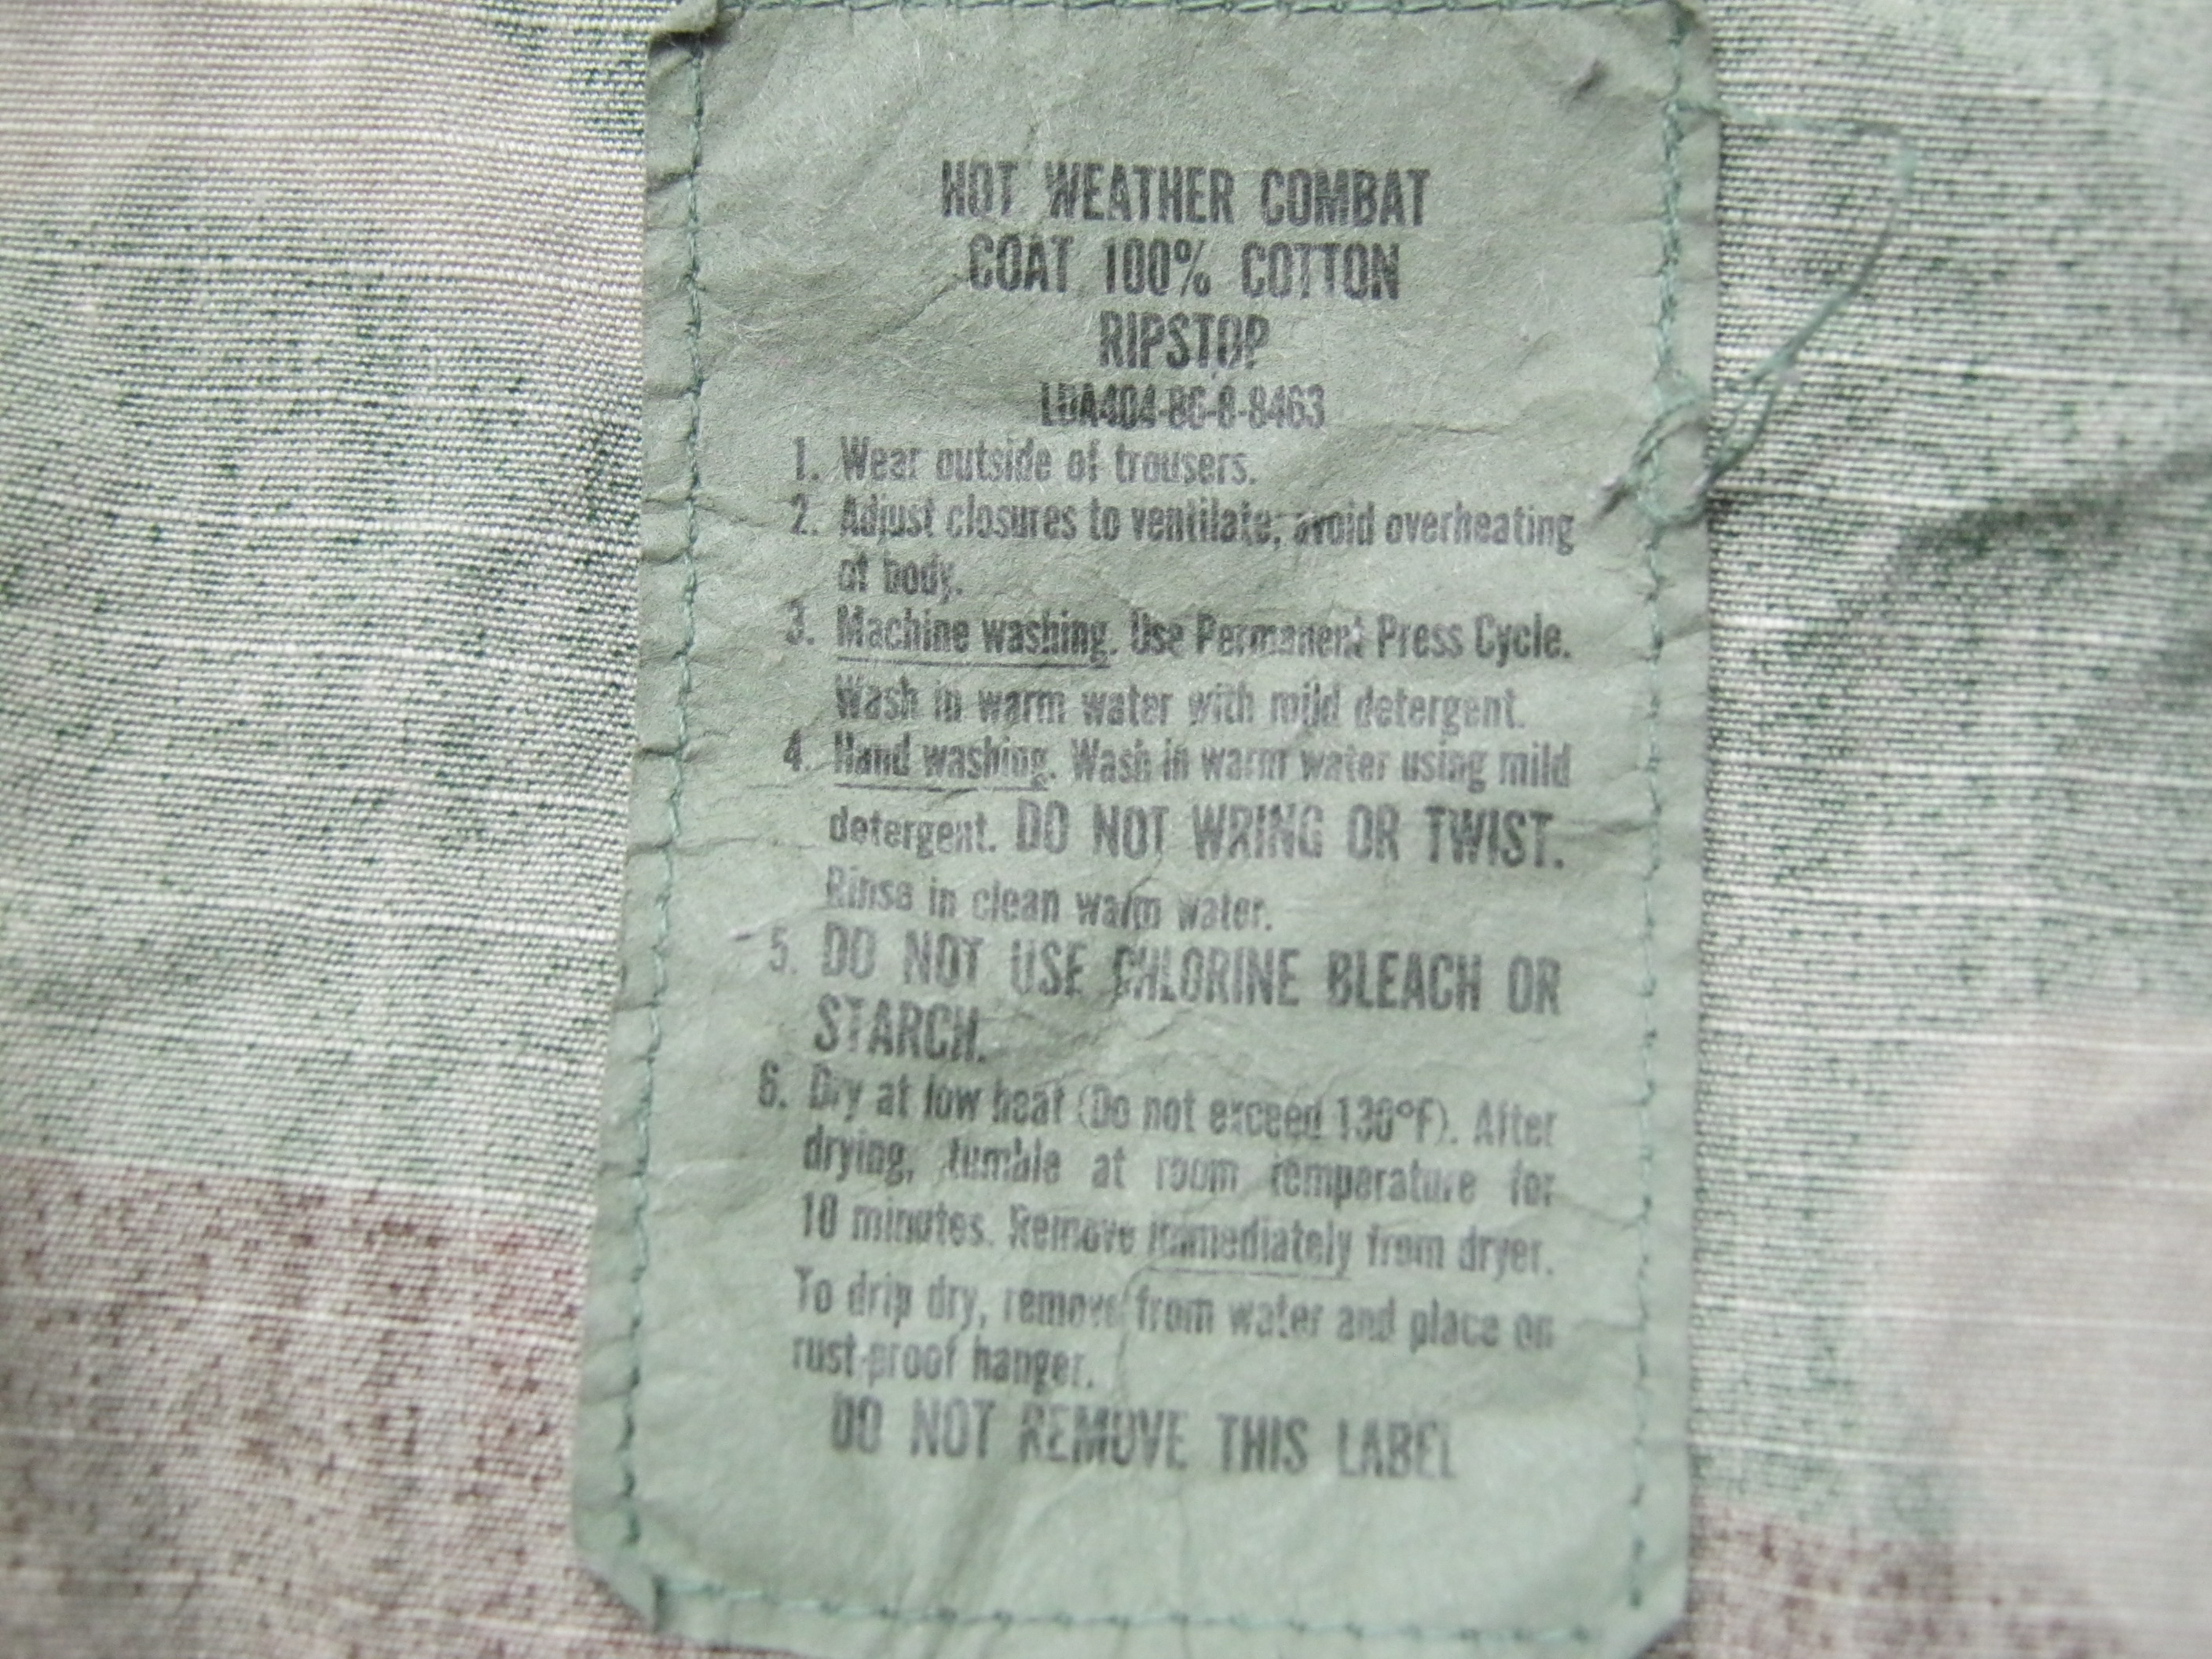 HOT WEATHER COMBAT
COAT 100% COTTON
RIPSTOP
LDA404-86-8-8463
1. Wear outside of trousers.
2. Adjust closures to ventilate, avoid overheating
of body.
3. Machine washing. Use Permanent Press Cycle.
Wash in warm water with mild detergent.
4. Hand washing. Wash in warm water using mild
detergent. DO NOT WRING OR TWIST.
Rinse in clean warm water.
5. DO NOT USE CHLORINE BLEACH OR
STARCH.
6. Dry at low heat (Do not exceed 130°F). After
drying, tumble at room temperature for
10 minutes. Remove immediately from dryer.
To drip dry, remove from water and place on
rust-proof hanger.
DO NOT REMOVE THIS LABEL